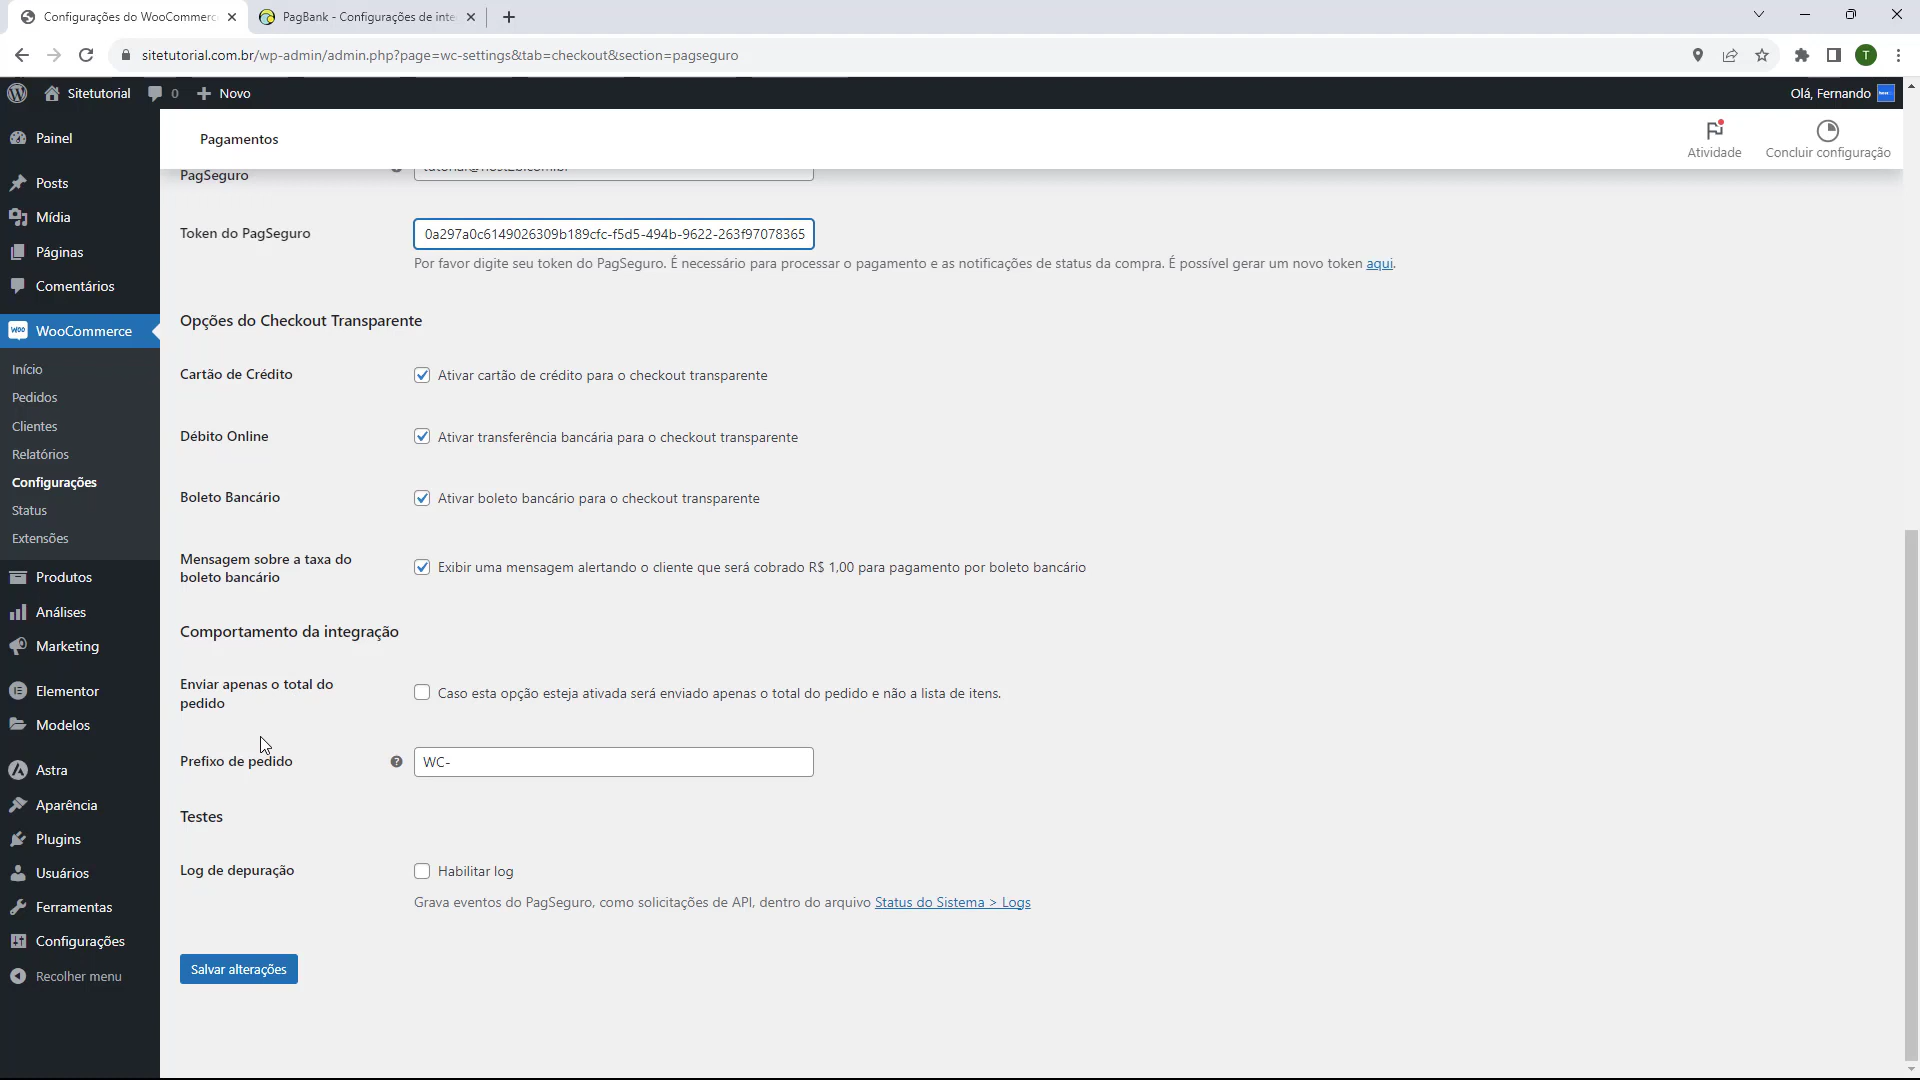 Configurações do WooCommerc
PagBank - Configurações de inte
sitetutorial.com.br/wp-admin/admin.php?page=wc-settings&tab=checkout&section=pagseguro
T
Sitetutorial
0
Novo
Olá, Fernando
Pagamentos
Atividade
Concluir configuração
Painel
Posts
Mídia
Páginas
Comentários
WooCommerce
Início
Pedidos
Clientes
Relatórios
Configurações
Status
Extensões
Produtos
Análises
Marketing
Elementor
Modelos
Astra
Aparência
Plugins
Usuários
Ferramentas
Configurações
Recolher menu
PagSeguro
Token do PagSeguro
0a297a0c6149026309b189cfc-f5d5-494b-9622-263f97078365
Por favor digite seu token do PagSeguro. É necessário para processar o pagamento e as notificações de status da compra. É possível gerar um novo token aqui.
Opções do Checkout Transparente
Cartão de Crédito
Ativar cartão de crédito para o checkout transparente
Débito Online
Ativar transferência bancária para o checkout transparente
Boleto Bancário
Ativar boleto bancário para o checkout transparente
Mensagem sobre a taxa do
boleto bancário
Exibir uma mensagem alertando o cliente que será cobrado R$ 1,00 para pagamento por boleto bancário
Comportamento da integração
Enviar apenas o total do
pedido
Caso esta opção esteja ativada será enviado apenas o total do pedido e não a lista de itens.
Prefixo de pedido
?
WC-
Testes
Log de depuração
Habilitar log
Grava eventos do PagSeguro, como solicitações de API, dentro do arquivo Status do Sistema > Logs
Salvar alterações